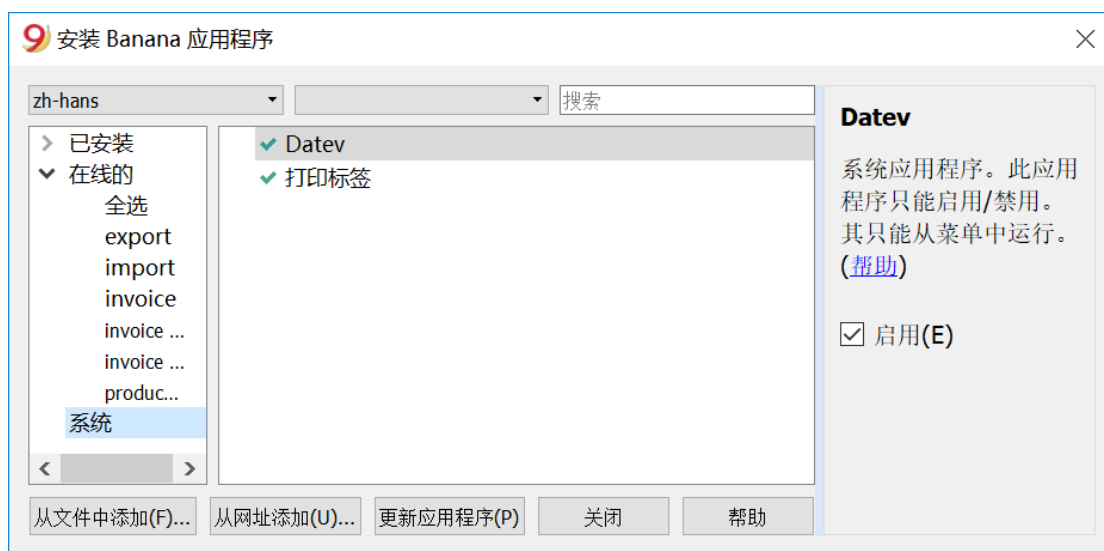 安装 Banana 应用程序
zh-hans
搜索
已安装
在线的
全选
export
import
invoice
invoice ...
invoice ...
produc...
系统
Datev
打印标签
Datev
系统应用程序。此应用
程序只能启用/禁用。
其只能从菜单中运行。
(帮助)
启用(E)
从文件中添加(F)...
从网址添加(U)...
更新应用程序(P)
关闭
帮助